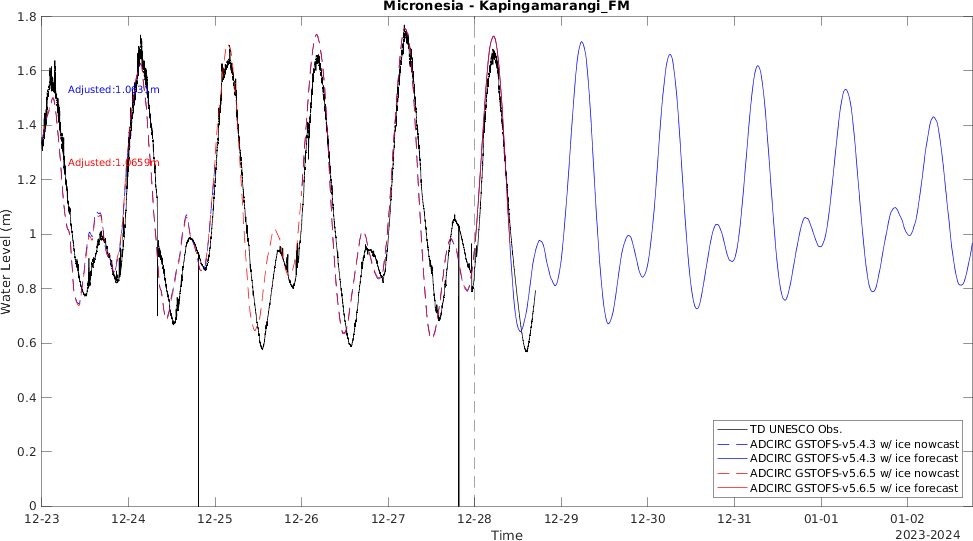 Micronesia - Kapingamarangi_FM
Water Level (m)
1.8
1.6
1.4
1.2
1
0.8
0.6
0.4
0.2
0
Adjusted:1.0659m
TD UNESCO Obs.
ADCIRC GSTOFS-v5.4.3 w/ ice nowcast
ADCIRC GSTOFS-v5.4.3 w/ ice forecast
ADCIRC GSTOFS-v5.6.5 w/ ice nowcast
ADCIRC GSTOFS-v5.6.5 w/ ice forecast
12-23 12-24 12-25 12-26 12-27 12-28 12-29 12-30 12-31 01-01 01-02
Time
2023-2024